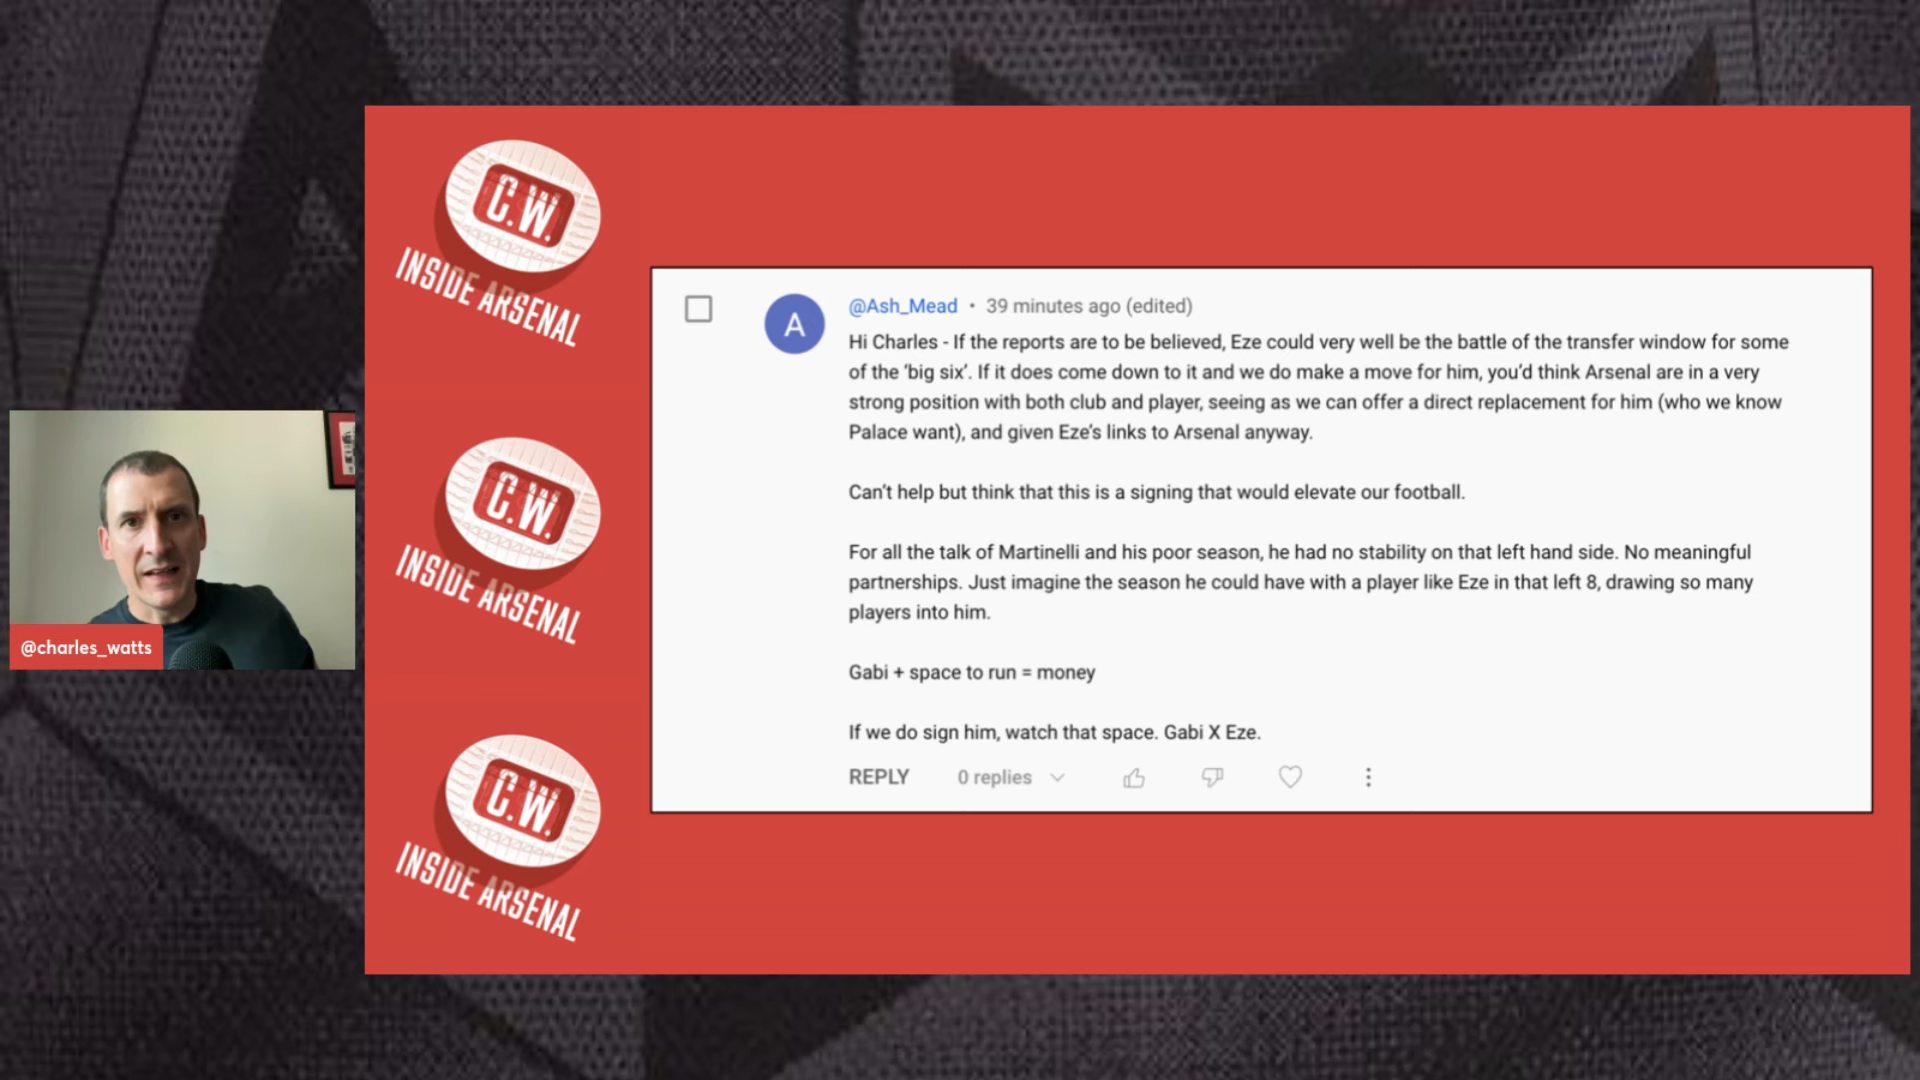 C.W.
INSIDE ARSENAL
C.W.
INSIDE ARSENAL
C.W.
INSIDE ARSENAL
@charles_watts
A
@Ash_Mead • 39 minutes ago (edited)
Hi Charles - If the reports are to be believed, Eze could very well be the battle of the transfer window for some
of the ‘big six’. If it does come down to it and we do make a move for him, you’d think Arsenal are in a very
strong position with both club and player, seeing as we can offer a direct replacement for him (who we know
Palace want), and given Eze’s links to Arsenal anyway.
Can’t help but think that this is a signing that would elevate our football.
For all the talk of Martinelli and his poor season, he had no stability on that left hand side. No meaningful
partnerships. Just imagine the season he could have with a player like Eze in that left 8, drawing so many
players into him.
Gabi + space to run = money
If we do sign him, watch that space. Gabi X Eze.
REPLY 0 replies